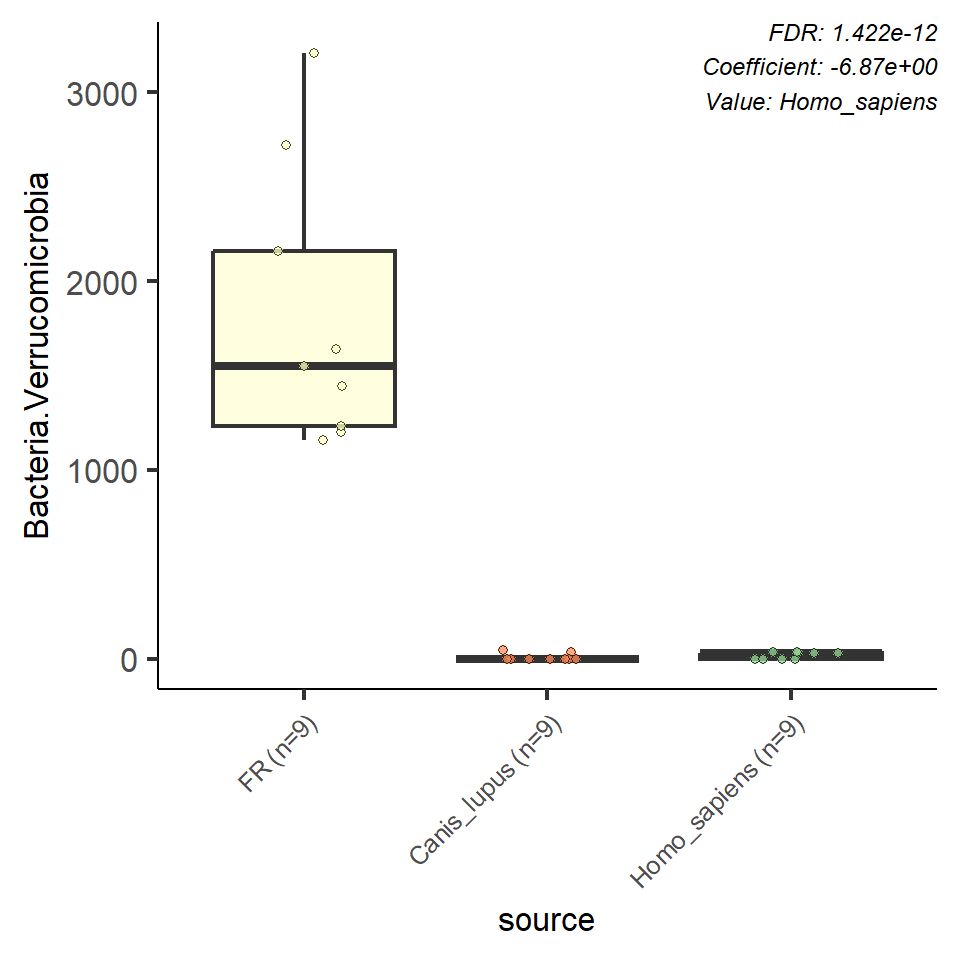 FDR: 1.422e-12
Coefficient: -6.87e+00
Value: Homo_sapiens
Bacteria.Verrucomicrobia
3000
2000
1000
0
FR (n=9)
Canis_lupus (n=9)
Homo_sapiens (n=9)
source